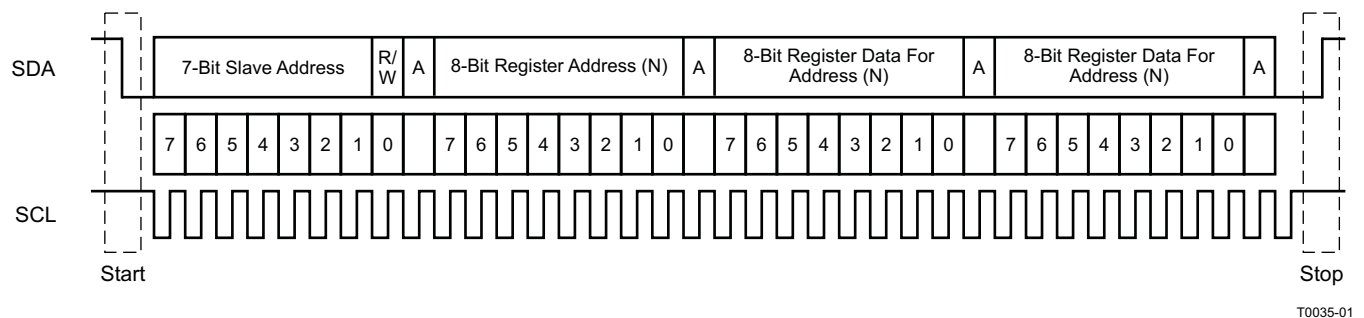 SDA
7-Bit Slave Address
R/
W
A
8-Bit Register Address (N)
A
8-Bit Register Data For
Address (N)
A
8-Bit Register Data For
Address (N)
A
7 6 5 4 3 2 1 0 7 6 5 4 3 2 1 0 7 6 5 4 3 2 1 0 7 6 5 4 3 2 1 0
SCL
Start
Stop
T0035-01